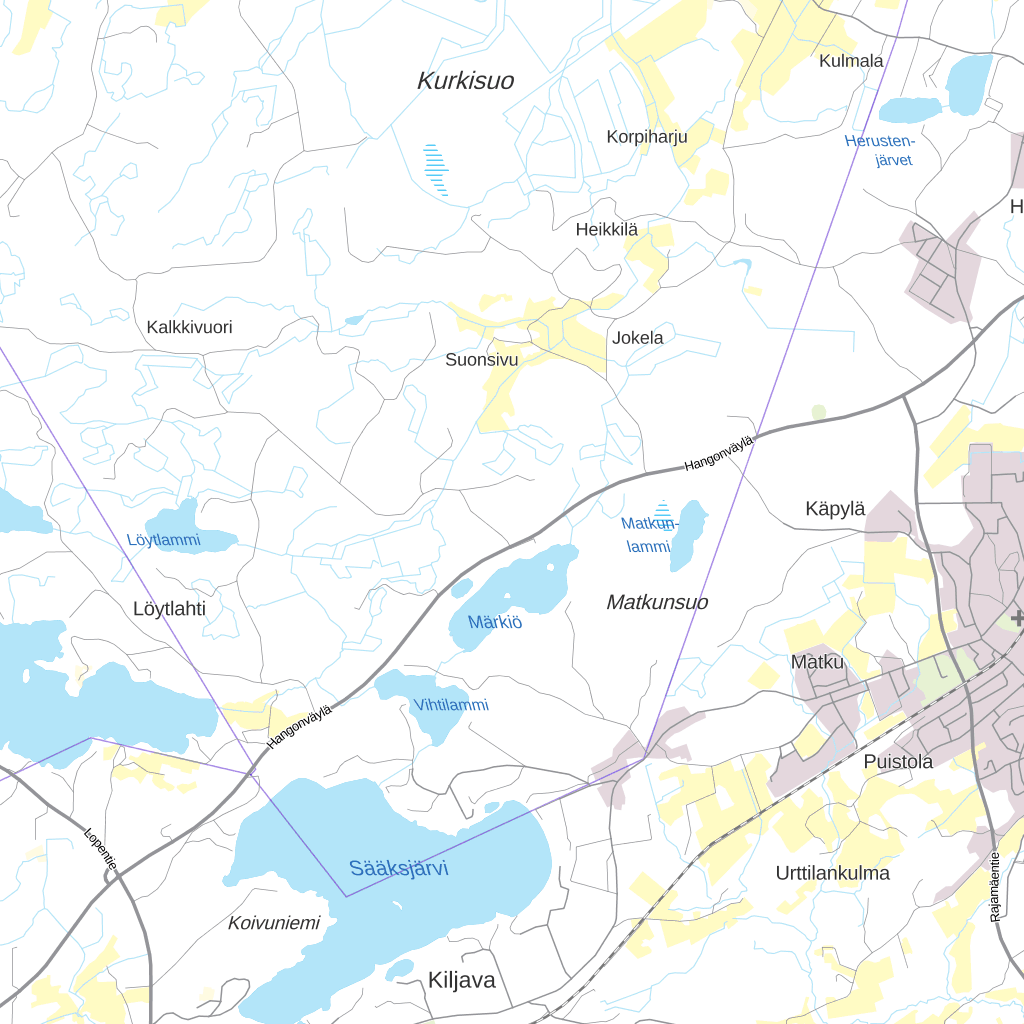 Kulmala
Kurkisuo
Korpiharju
Herusten-
järvet
H
Heikkilä
Kalkkivuori
Jokela
Suonsivu
Hangonväylä
Käpylä
Matkun-
lammi
Löytlammi
Löytlahti
Matkunsuo
Märkiö
Matku
Vihtilammi
Hangonväylä
Puistola
Lopentie
Sääksjärvi
Urttilankulma
Rajamäentie
Koivuniemi
Kiljava